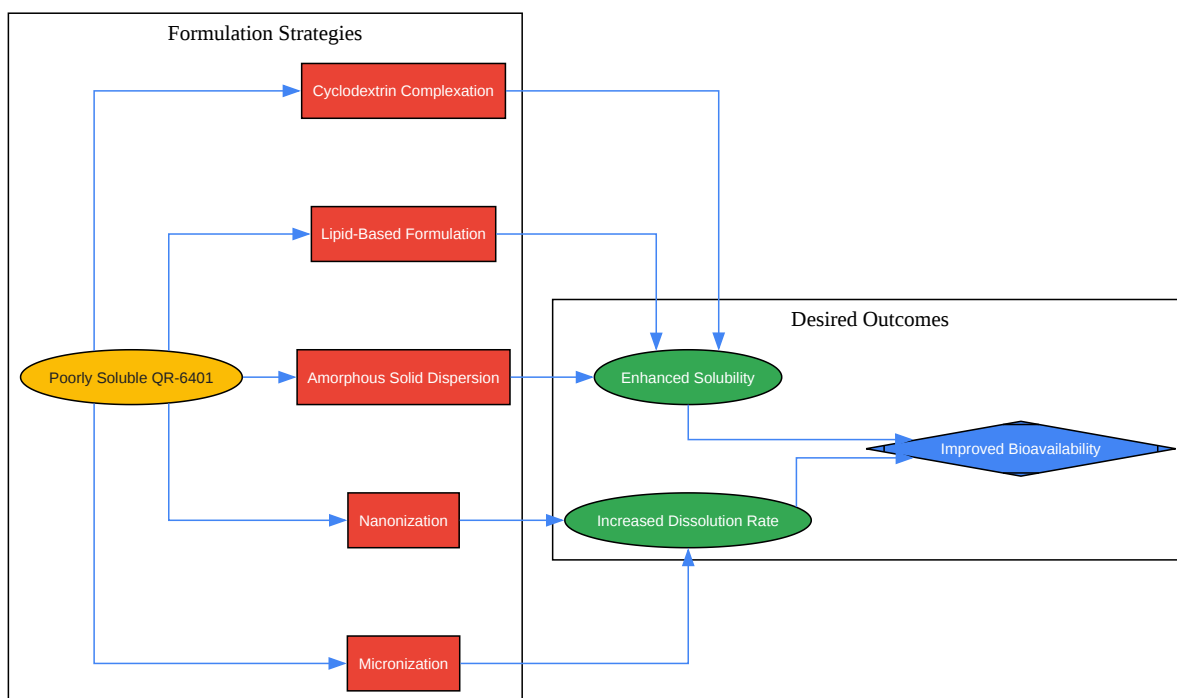 Formulation Strategies
Cyclodextrin Complexation
Lipid-Based Formulation
Desired Outcomes
Poorly Soluble QR-6401
Amorphous Solid Dispersion
Enhanced Solubility
Improved Bioavailability
Nanonization
Increased Dissolution Rate
Micronization